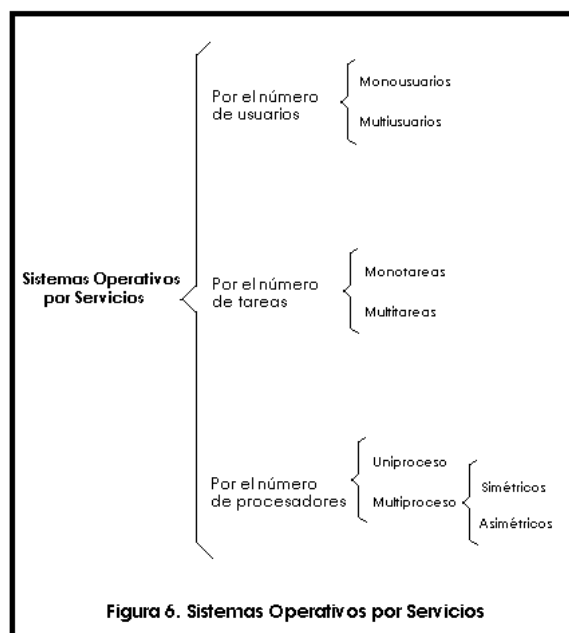 Sistemas Operativos
por Servicios
Por el número
de usuarios
Monousuarios
Multiusuarios
Por el número
de tareas
Monotareas
Multitareas
Por el número
de procesadores
Uniproceso
Multiproceso
Simétricos
Asimétricos
Figura 6. Sistemas Operativos por Servicios